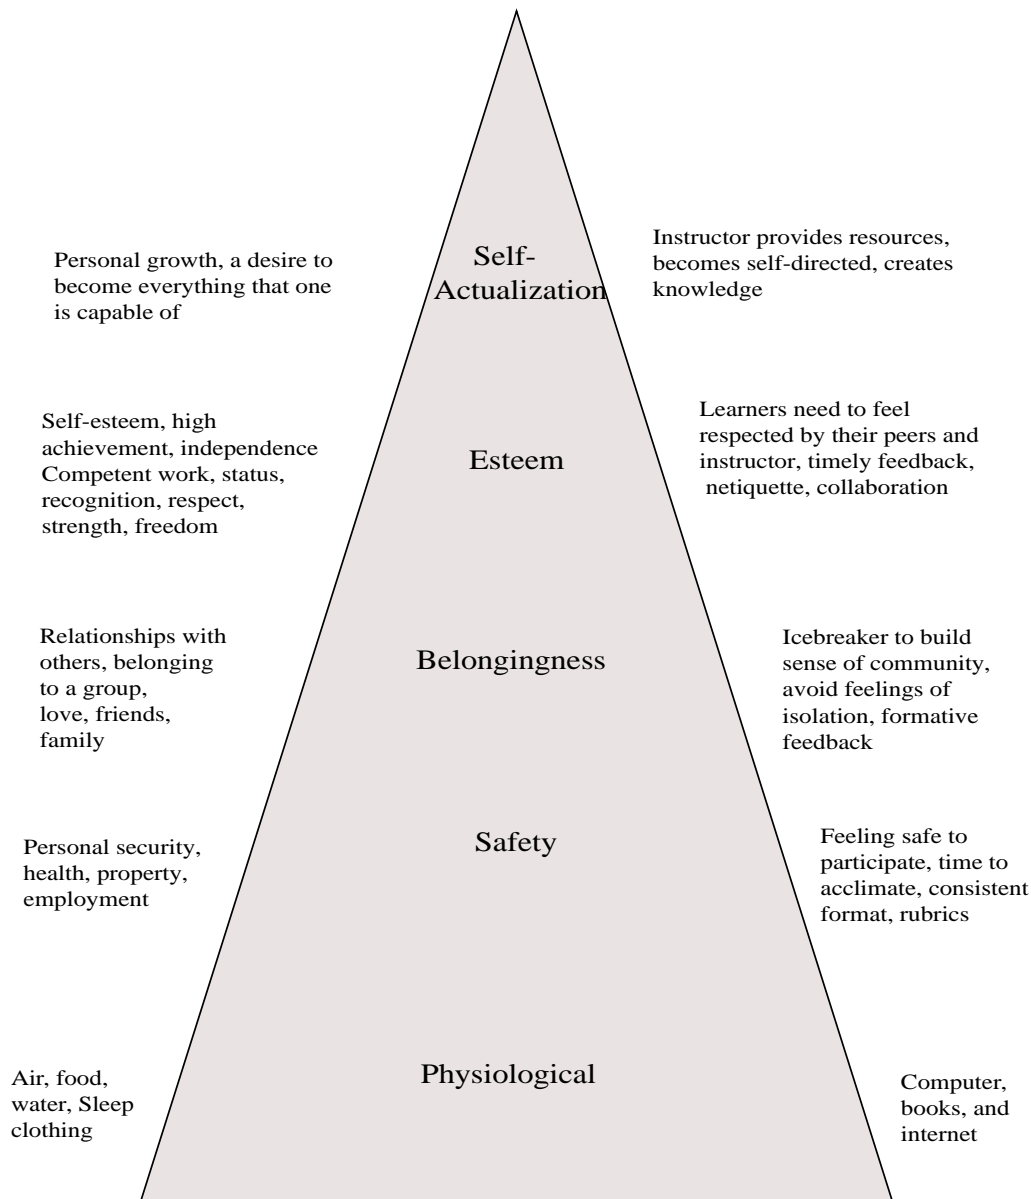 Personal growth, a desire to
become everything that one
is capable of
Self-
Actualization
Instructor provides resources,
becomes self-directed, creates
knowledge
Self-esteem, high
achievement, independence
Competent work, status,
recognition, respect,
strength, freedom
Esteem
Learners need to feel
respected by their peers and
instructor, timely feedback,
netiquette, collaboration
Relationships with
others, belonging
to a group,
love, friends,
family
Belongingness
Icebreaker to build
sense of community,
avoid feelings of
isolation, formative
feedback
Personal security,
health, property,
employment
Safety
Feeling safe to
participate, time to
acclimate, consistent
format, rubrics
Air, food,
water, Sleep
clothing
Physiological
Computer,
books, and
internet